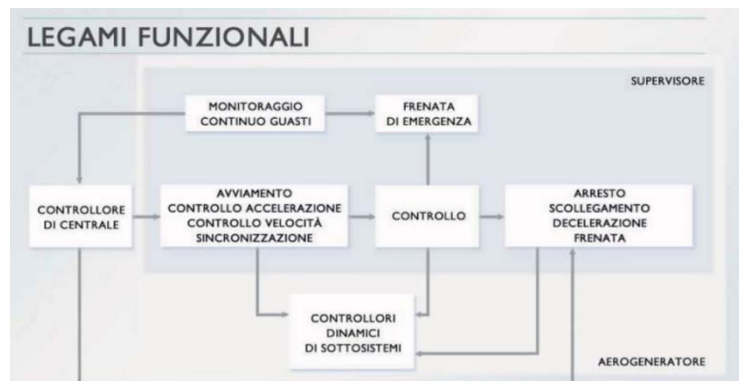 LEGAMI FUNZIONALI
SUPERVISORE
MONITORAGGIO
CONTINUO GUASTI
FRENATA
DI EMERGENZA
CONTROLLORE
DI CENTRALE
AVVIAMENTO
CONTROLLO ACCELERAZIONE
CONTROLLO VELOCITÀ
SINCRONIZZAZIONE
CONTROLLO
ARRESTO
SCOLLEGAMENTO
DECELERAZIONE
FRENATA
CONTROLLORI
DINAMICI
DI SOTTOSISTEMI
AEROGENERATORE